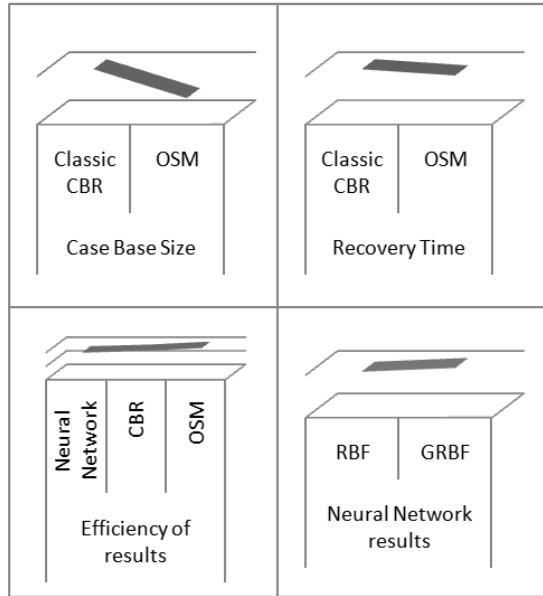 Classic
CBR
OSM
Case Base Size
Classic
CBR
OSM
Recovery Time
Neural
Network
CBR
OSM
Efficiency of
results
RBF
GRBF
Neural Network
results